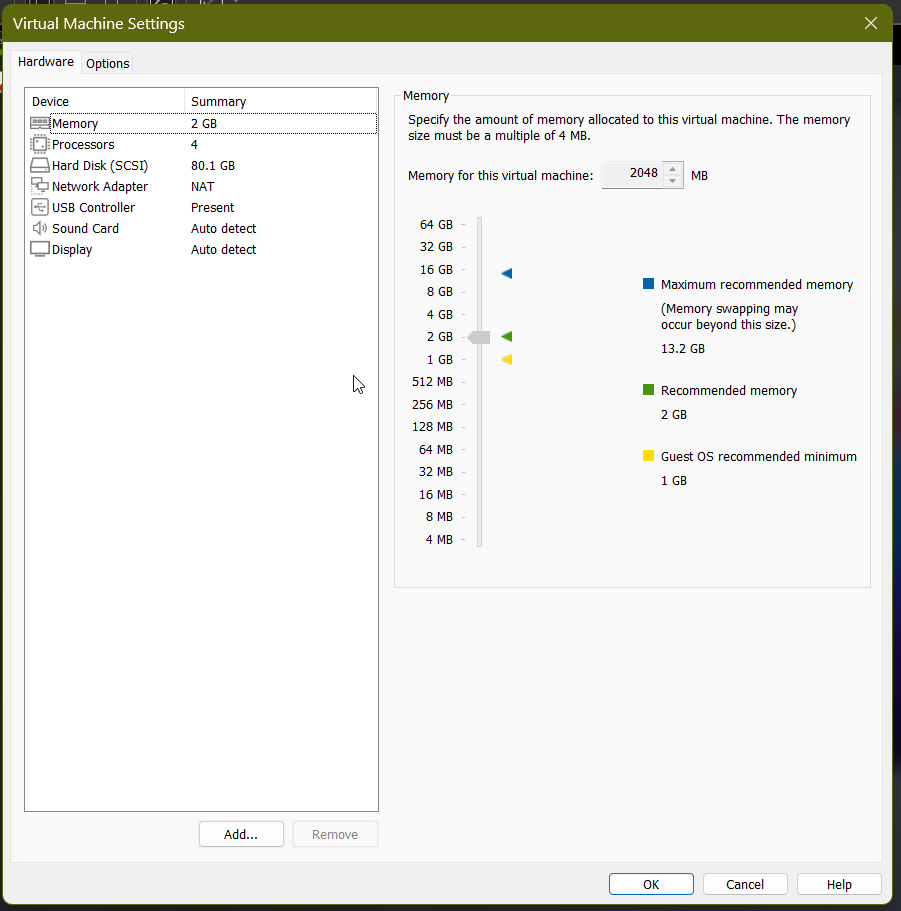 Virtual Machine Settings
Hardware
Options
Device Summary
Memory 2 GB
Processors 4
Hard Disk (SCSI) 80.1 GB
Network Adapter NAT
USB Controller Present
Sound Card Auto detect
Display Auto detect
Add...
Remove
Memory
Specify the amount of memory allocated to this virtual machine. The memory
size must be a multiple of 4 MB.
Memory for this virtual machine: 2048 MB
64 GB
32 GB
16 GB
8 GB
4 GB
2 GB
1 GB
512 MB
256 MB
128 MB
64 MB
32 MB
16 MB
8 MB
4 MB
Maximum recommended memory
(Memory swapping may
occur beyond this size.)
13.2 GB
Recommended memory
2 GB
Guest OS recommended minimum
1 GB
OK
Cancel
Help